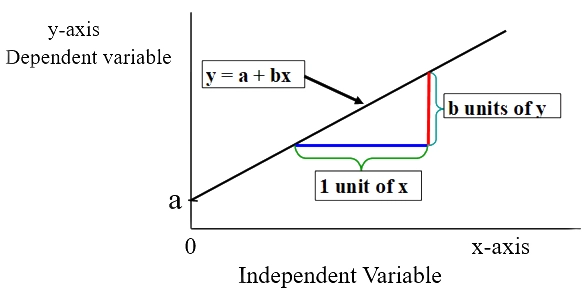 y-axis
Dependent variable
y = a + bx
b units of y
1 unit of x
a
0
x-axis
Independent Variable